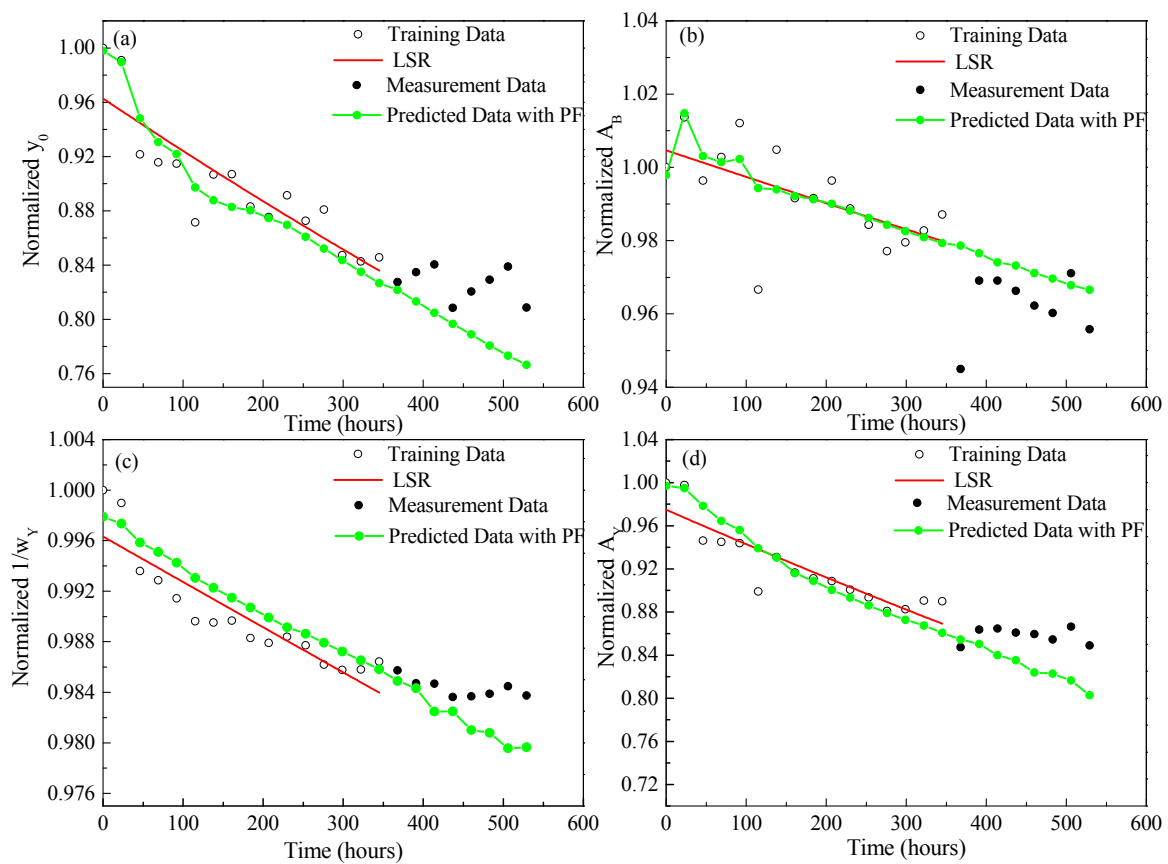 (a)
Training Data
LSR
Measurement Data
Predicted Data with PF
1.00
0.96
0.92
0.88
0.84
0.80
0.76
Normalized y0
0 100 200 300 400 500 600
Time (hours)
(b)
Training Data
LSR
Measurement Data
Predicted Data with PF
1.04
1.02
1.00
0.98
0.96
0.94
Normalized AB
0 100 200 300 400 500 600
Time (hours)
(c)
Training Data
LSR
Measurement Data
Predicted Data with PF
1.004
1.000
0.996
0.992
0.988
0.984
0.980
0.976
Normalized 1/wY
0 100 200 300 400 500 600
Time (hours)
(d)
Training Data
LSR
Measurement Data
Predicted Data with PF
1.04
1.00
0.96
0.92
0.88
0.84
0.80
0.76
0.72
Normalized AY
0 100 200 300 400 500 600
Time (hours)